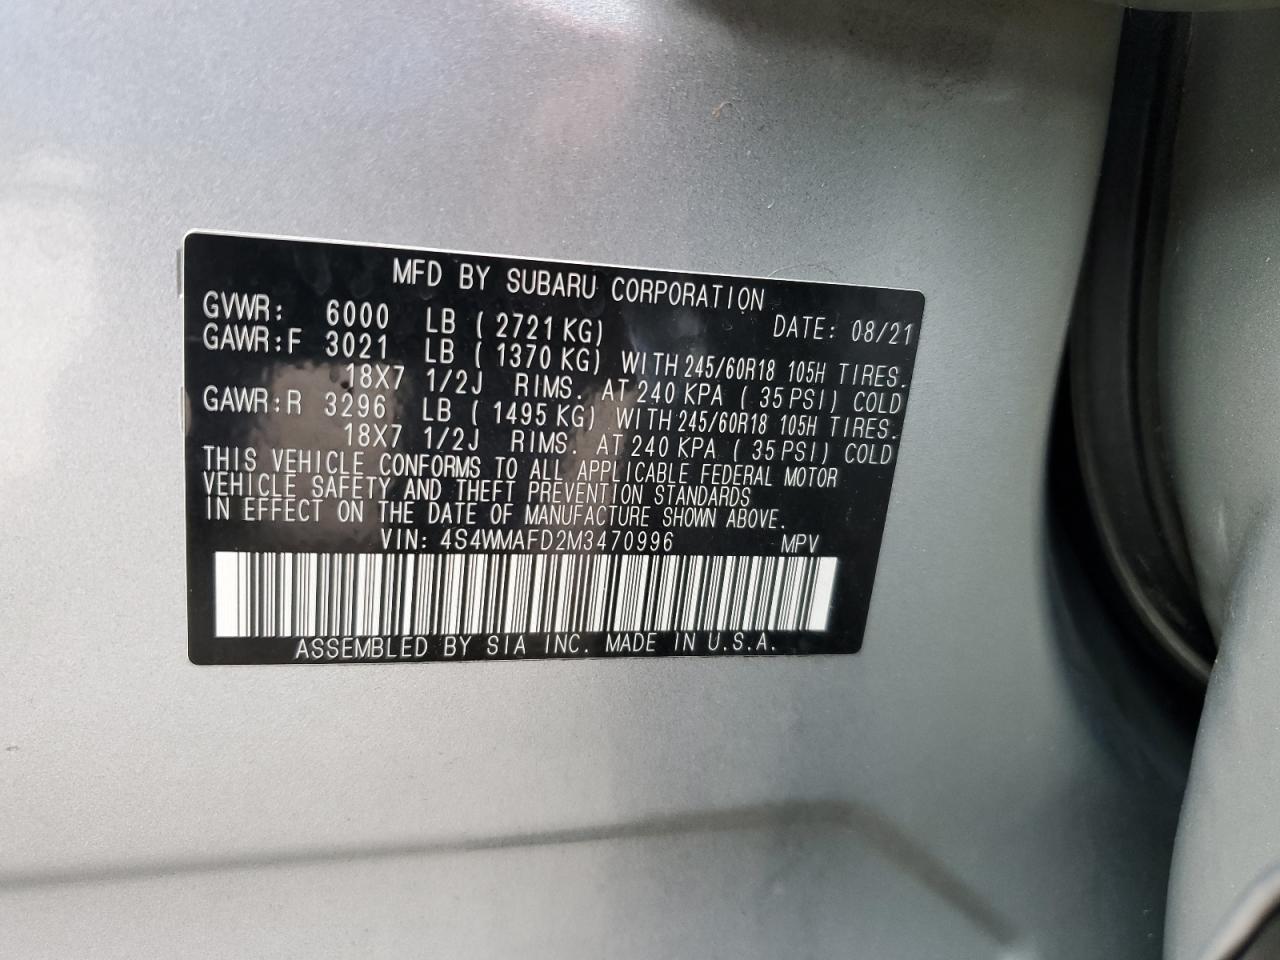 MFD BY SUBARU CORPORATION
GVWR: 6000 LB ( 2721 KG) DATE: 08/21
GAWR:F 3021 LB ( 1370 KG) WITH 245/60R18 105H TIRES.
18X7 1/2J RIMS. AT 240 KPA ( 35 PSI) COLD
GAWR:R 3296 LB ( 1495 KG) WITH 245/60R18 105H TIRES.
18X7 1/2J RIMS. AT 240 KPA ( 35 PSI) COLD
THIS VEHICLE CONFORMS TO ALL APPLICABLE FEDERAL MOTOR
VEHICLE SAFETY AND THEFT PREVENTION STANDARDS
IN EFFECT ON THE DATE OF MANUFACTURE SHOWN ABOVE.
VIN: 4S4WMAFD2M3470996 MPV
ASSEMBLED BY SIA INC. MADE IN U.S.A.